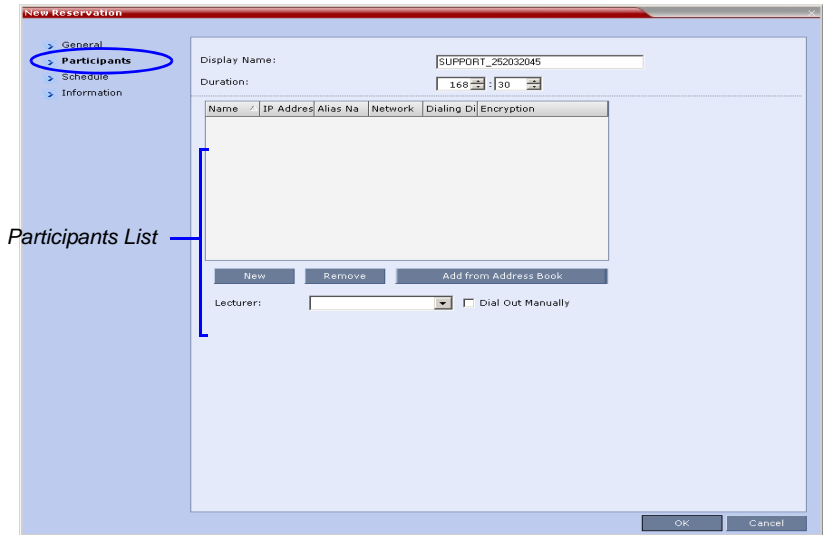 New Reservation
General
Participants
Schedule
Information
Display Name: SUPPORT_252032045
Duration: 168 : 30
Name IP Addres Alias Na Network Dialing Di Encryption
Participants List
New Remove Add from Address Book
Lecturer: Dial Out Manually
OK Cancel